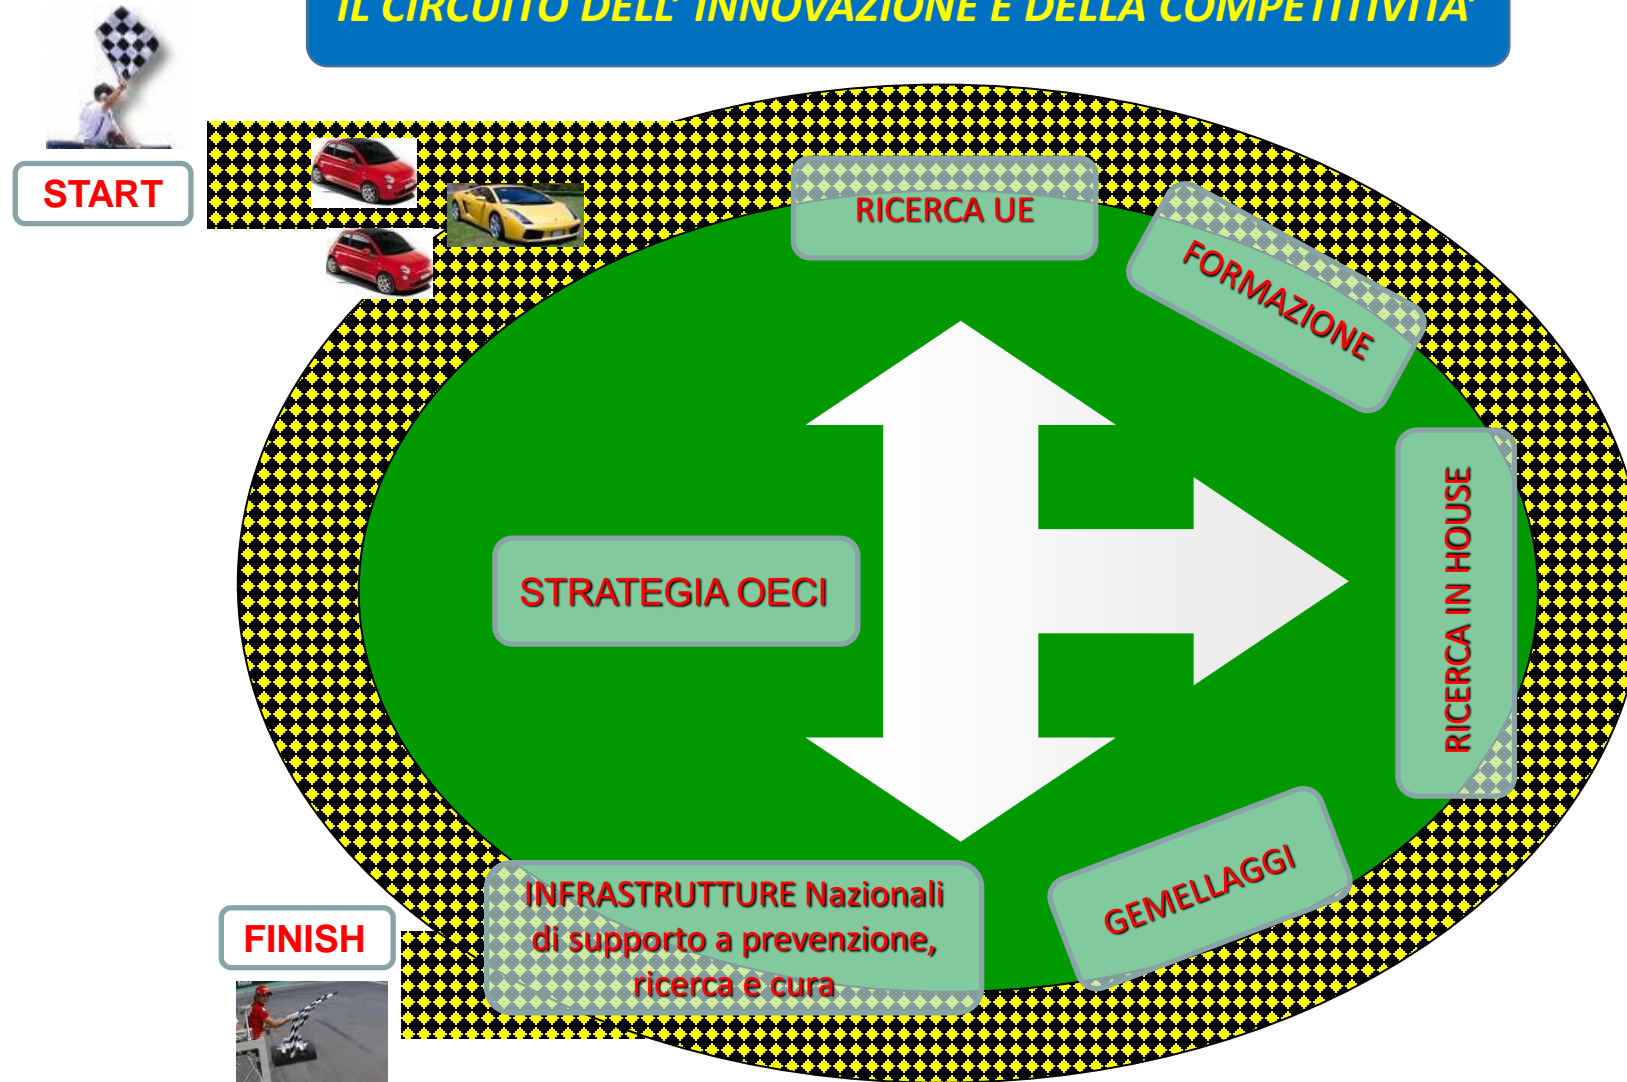 IL CIRCUITO DELL' INNOVAZIONE E DELLA COMPETITIVITA'
START
RICERCA UE
FORMAZIONE
RICERCA IN HOUSE
STRATEGIA OECI
GEMELLAGGI
INFRASTRUTTURE Nazionali
di supporto a prevenzione,
ricerca e cura
FINISH